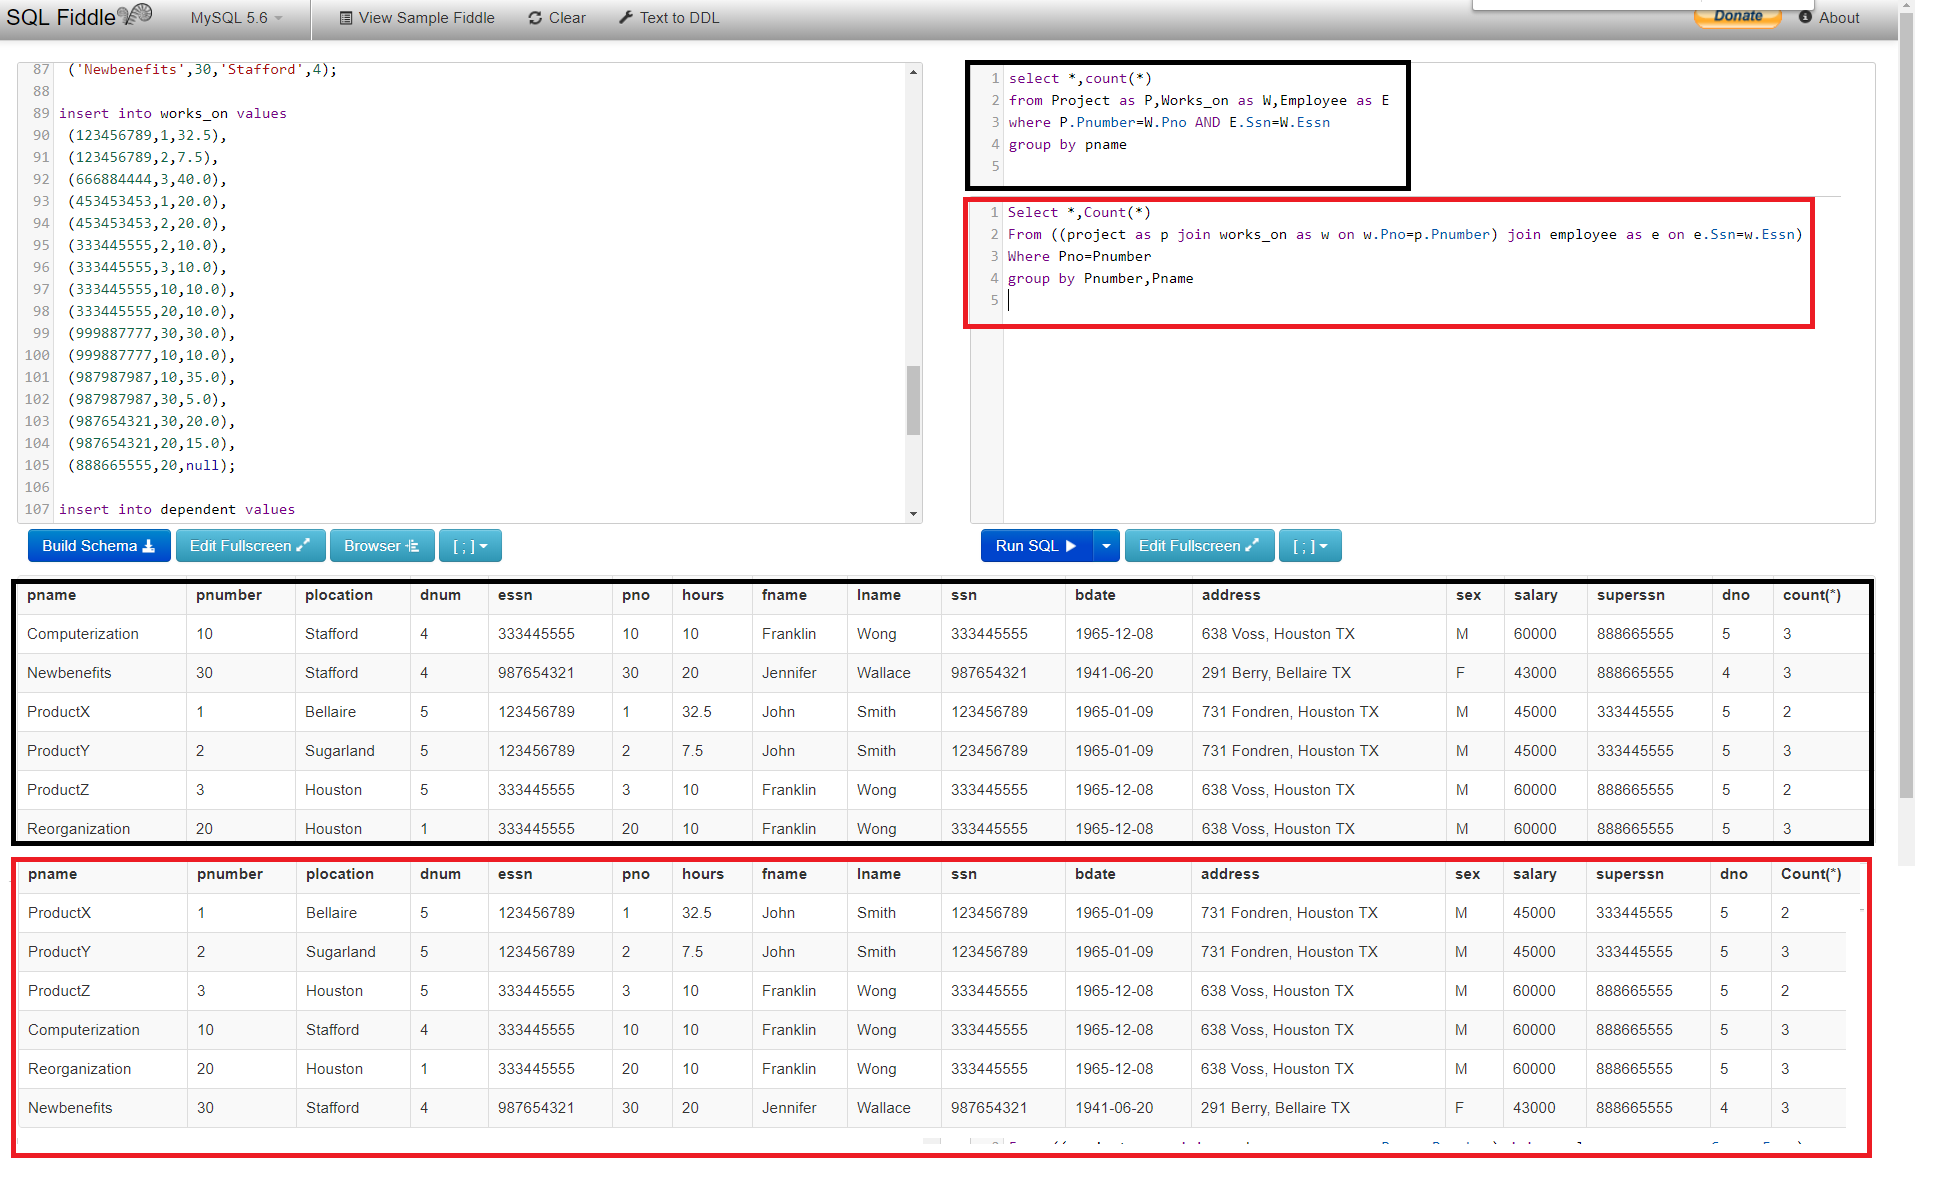 SQL Fiddle MySQL 5.6 View Sample Fiddle Clear Text to DDL Donate About
87 ('Newbenefits',30,'Stafford',4);
88
89 insert into works_on values
90 (123456789,1,32.5),
91 (123456789,2,7.5),
92 (666884444,3,40.0),
93 (453453453,1,20.0),
94 (453453453,2,20.0),
95 (333445555,2,10.0),
96 (333445555,3,10.0),
97 (333445555,10,10.0),
98 (333445555,20,10.0),
99 (999887777,30,30.0),
100 (999887777,10,10.0),
101 (987987987,10,35.0),
102 (987987987,30,5.0),
103 (987654321,30,20.0),
104 (987654321,20,15.0),
105 (888665555,20,null);
106
107 insert into dependent values
1 select *,count(*)
2 from Project as P,Works_on as W,Employee as E
3 where P.Pnumber=W.Pno AND E.Ssn=W.Essn
4 group by pname
5
1 Select *,Count(*)
2 From ((project as p join works_on as w on w.Pno=p.Pnumber) join employee as e on e.Ssn=w.Essn)
3 Where Pno=Pnumber
4 group by Pnumber,Pname
5
Build Schema Edit Fullscreen Browser [ ; ] Run SQL Edit Fullscreen [ ; ]
pname pnumber plocation dnum essn pno hours fname lname ssn bdate address sex salary superssn dno count(*)
Computerization 10 Stafford 4 333445555 10 10 Franklin Wong 333445555 1965-12-08 638 Voss, Houston TX M 60000 888665555 5 3
Newbenefits 30 Stafford 4 987654321 30 20 Jennifer Wallace 987654321 1941-06-20 291 Berry, Bellaire TX F 43000 888665555 4 3
ProductX 1 Bellaire 5 123456789 1 32.5 John Smith 123456789 1965-01-09 731 Fondren, Houston TX M 45000 333445555 5 2
ProductY 2 Sugarland 5 123456789 2 7.5 John Smith 123456789 1965-01-09 731 Fondren, Houston TX M 45000 333445555 5 3
ProductZ 3 Houston 5 333445555 3 10 Franklin Wong 333445555 1965-12-08 638 Voss, Houston TX M 60000 888665555 5 2
Reorganization 20 Houston 1 333445555 20 10 Franklin Wong 333445555 1965-12-08 638 Voss, Houston TX M 60000 888665555 5 3
pname pnumber plocation dnum essn pno hours fname lname ssn bdate address sex salary superssn dno Count(*)
ProductX 1 Bellaire 5 123456789 1 32.5 John Smith 123456789 1965-01-09 731 Fondren, Houston TX M 45000 333445555 5 2
ProductY 2 Sugarland 5 123456789 2 7.5 John Smith 123456789 1965-01-09 731 Fondren, Houston TX M 45000 333445555 5 3
ProductZ 3 Houston 5 333445555 3 10 Franklin Wong 333445555 1965-12-08 638 Voss, Houston TX M 60000 888665555 5 2
Computerization 10 Stafford 4 333445555 10 10 Franklin Wong 333445555 1965-12-08 638 Voss, Houston TX M 60000 888665555 5 3
Reorganization 20 Houston 1 333445555 20 10 Franklin Wong 333445555 1965-12-08 638 Voss, Houston TX M 60000 888665555 5 3
Newbenefits 30 Stafford 4 987654321 30 20 Jennifer Wallace 987654321 1941-06-20 291 Berry, Bellaire TX F 43000 888665555 4 3